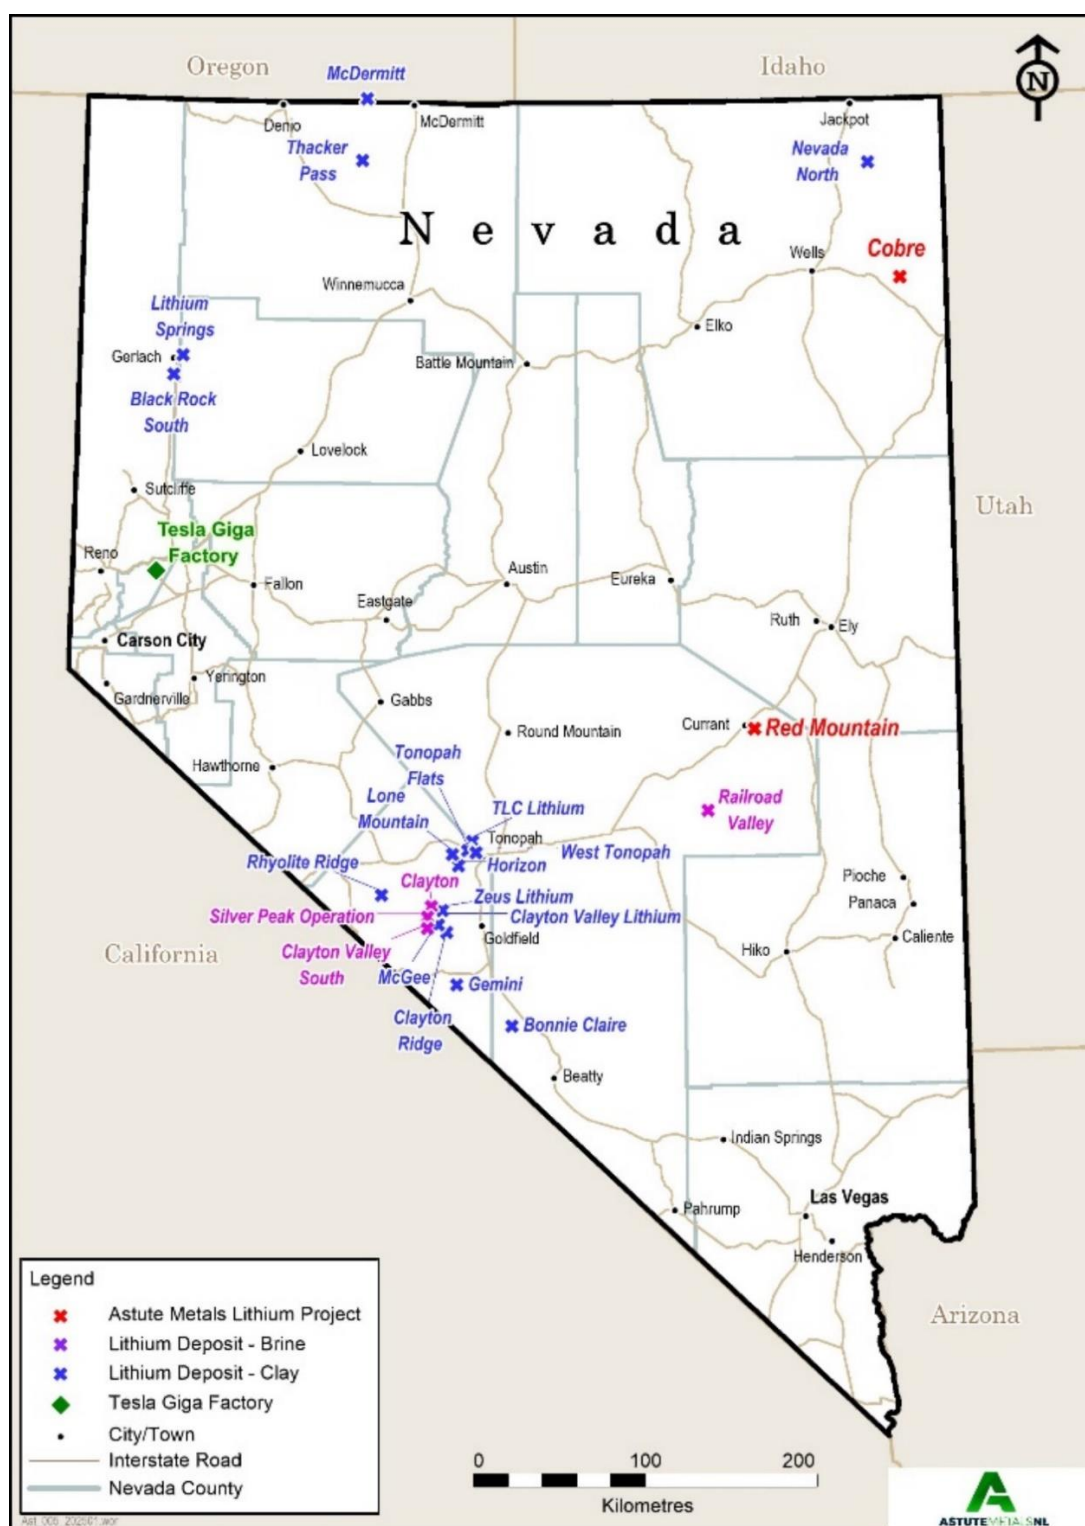 Oregon
Idaho
N
McDermitt
Denio
McDermitt
Jackpot
Thacker
Pass
Nevada
North
Nevada
Cobre
Wells
Winnemucca
Lithium
Springs
Elko
Gerlach
Battle Mountain
Black Rock
South
Lovelock
Sutcliffe
Utah
Tesla Giga
Factory
Reno
Austin
Eureka
Fallon
Eastgate
Ruth
Ely
Carson City
Yerington
Gardnerville
Gabbs
Currant
Red Mountain
Round Mountain
Hawthorne
Tonopah
Flats
Lone
Mountain
TLC Lithium
Railroad
Valley
Tonopah
West Tonopah
Rhyolite Ridge
Horizon
Clayton
Pioche
Zeus Lithium
Panaca
Silver Peak Operation
Clayton Valley Lithium
Goldfield
Caliente
California
Clayton Valley
South
Hiko
McGee
Gemini
Clayton
Ridge
Bonnie Claire
Beatty
Indian Springs
Las Vegas
Pahrump
Henderson
Arizona
Legend
Astute Metals Lithium Project
Lithium Deposit - Brine
Lithium Deposit - Clay
Tesla Giga Factory
City/Town
Interstate Road
Nevada County
0 100 200
Kilometres
ASTUTEMETALSNL
Ast_006_202501.wor